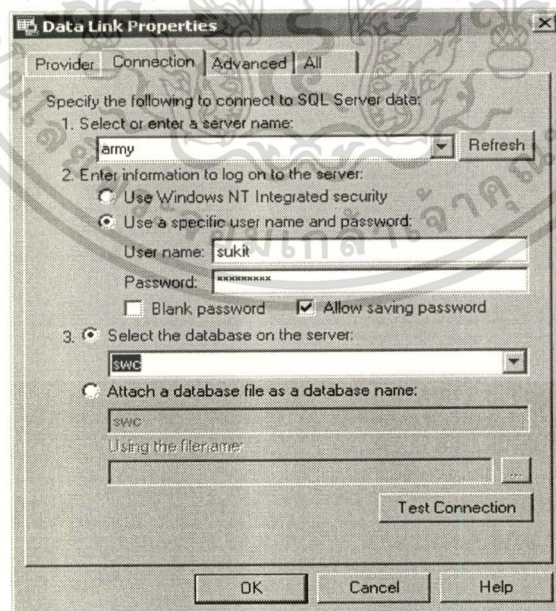 Data Link Properties
Provider Connection Advanced All
Specify the following to connect to SQL Server data:
1. Select or enter a server name:
army Refresh
2. Enter information to log on to the server:
Use Windows NT Integrated security
Use a specific user name and password:
User name: sukit
Password: *********
Blank password Allow saving password
3. Select the database on the server:
swc
Attach a database file as a database name:
swc
Using the filename:
...
Test Connection
OK Cancel Help